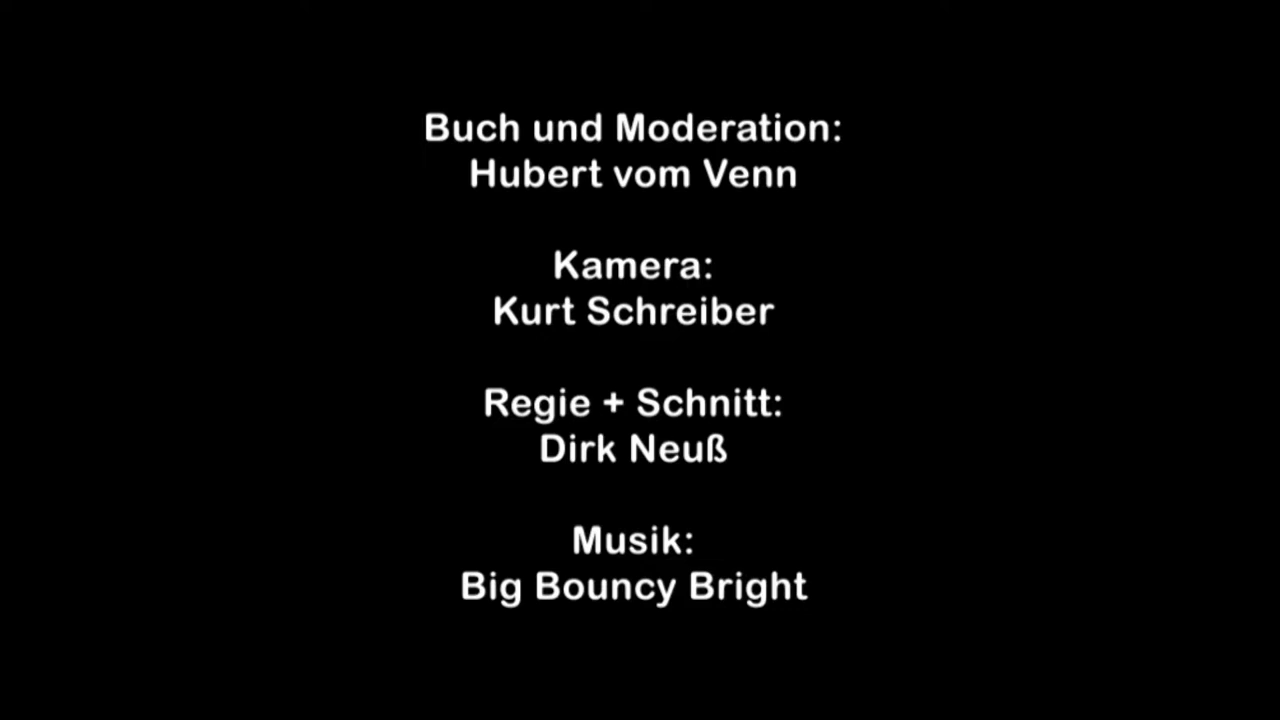 Buch und Moderation:
Hubert vom Venn
Kamera:
Kurt Schreiber
Regie + Schnitt:
Dirk Neuß
Musik:
Big Bouncy Bright